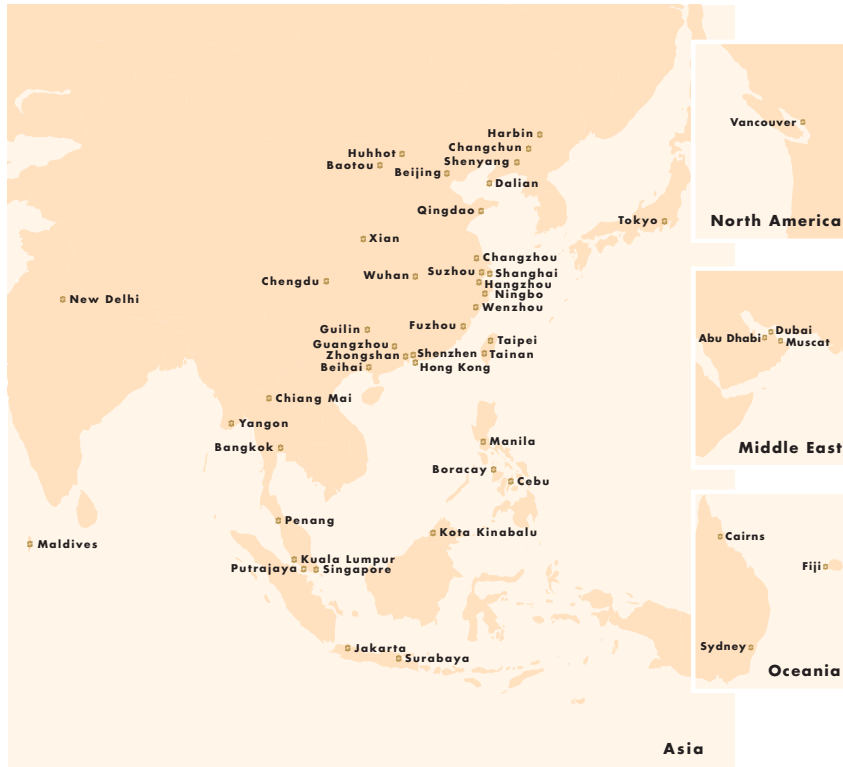 Harbin
Vancouver
Changchun
Huhhot
Shenyang
Baotou
Beijing
Dalian
Qingdao
Tokyo
North America
Xian
Changzhou
Suzhou
Shanghai
Wuhan
Chengdu
Hangzhou
Ningbo
New Delhi
Wenzhou
Fuzhou
Guilin
Dubai
Abu Dhabi
Muscat
Taipei
Guangzhou
Zhongshan
Shenzhen
Tainan
Beihai
Hong Kong
Chiang Mai
Yangon
Manila
Bangkok
Middle East
Boracay
Cebu
Penang
Kota Kinabalu
Cairns
Maldives
Kuala Lumpur
Fiji
Putrajaya
Singapore
Jakarta
Sydney
Surabaya
Oceania
Asia